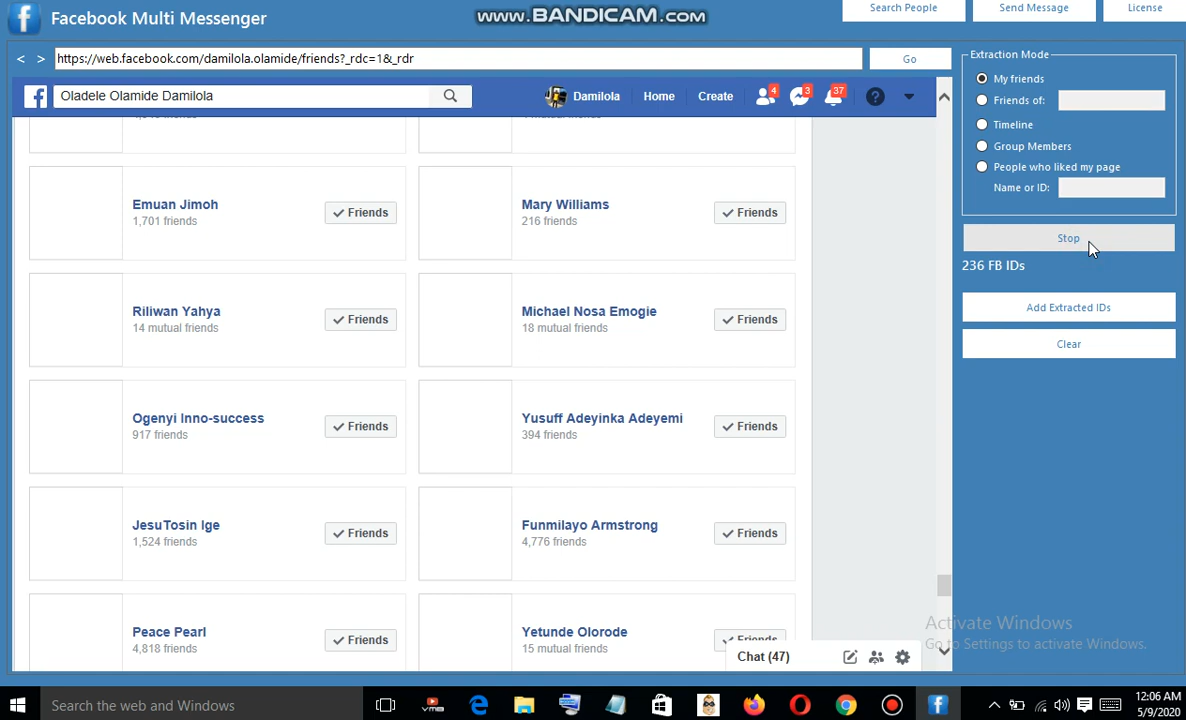 Facebook Multi Messenger
www.BANDICAM.com
Search People
Send Message
License
< >
https://web.facebook.com/damilola.olamide/friends?_rdc=1&_rdr
Go
Oladele Olamide Damilola
Damilola
Home
Create
4
3
37
Emuan Jimoh
1,701 friends
Friends
Mary Williams
216 friends
Friends
Riliwan Yahya
14 mutual friends
Friends
Michael Nosa Emogie
18 mutual friends
Friends
Ogenyi Inno-success
917 friends
Friends
Yusuff Adeyinka Adeyemi
394 friends
Friends
JesuTosin Ige
1,524 friends
Friends
Funmilayo Armstrong
4,776 friends
Friends
Peace Pearl
4,818 friends
Friends
Yetunde Olorode
15 mutual friends
Friends
Chat (47)
Extraction Mode
My friends
Friends of:
Timeline
Group Members
People who liked my page
Name or ID:
Stop
236 FB IDs
Add Extracted IDs
Clear
Activate Windows
Go to Settings to activate Windows.
Search the web and Windows
12:06 AM
5/9/2020